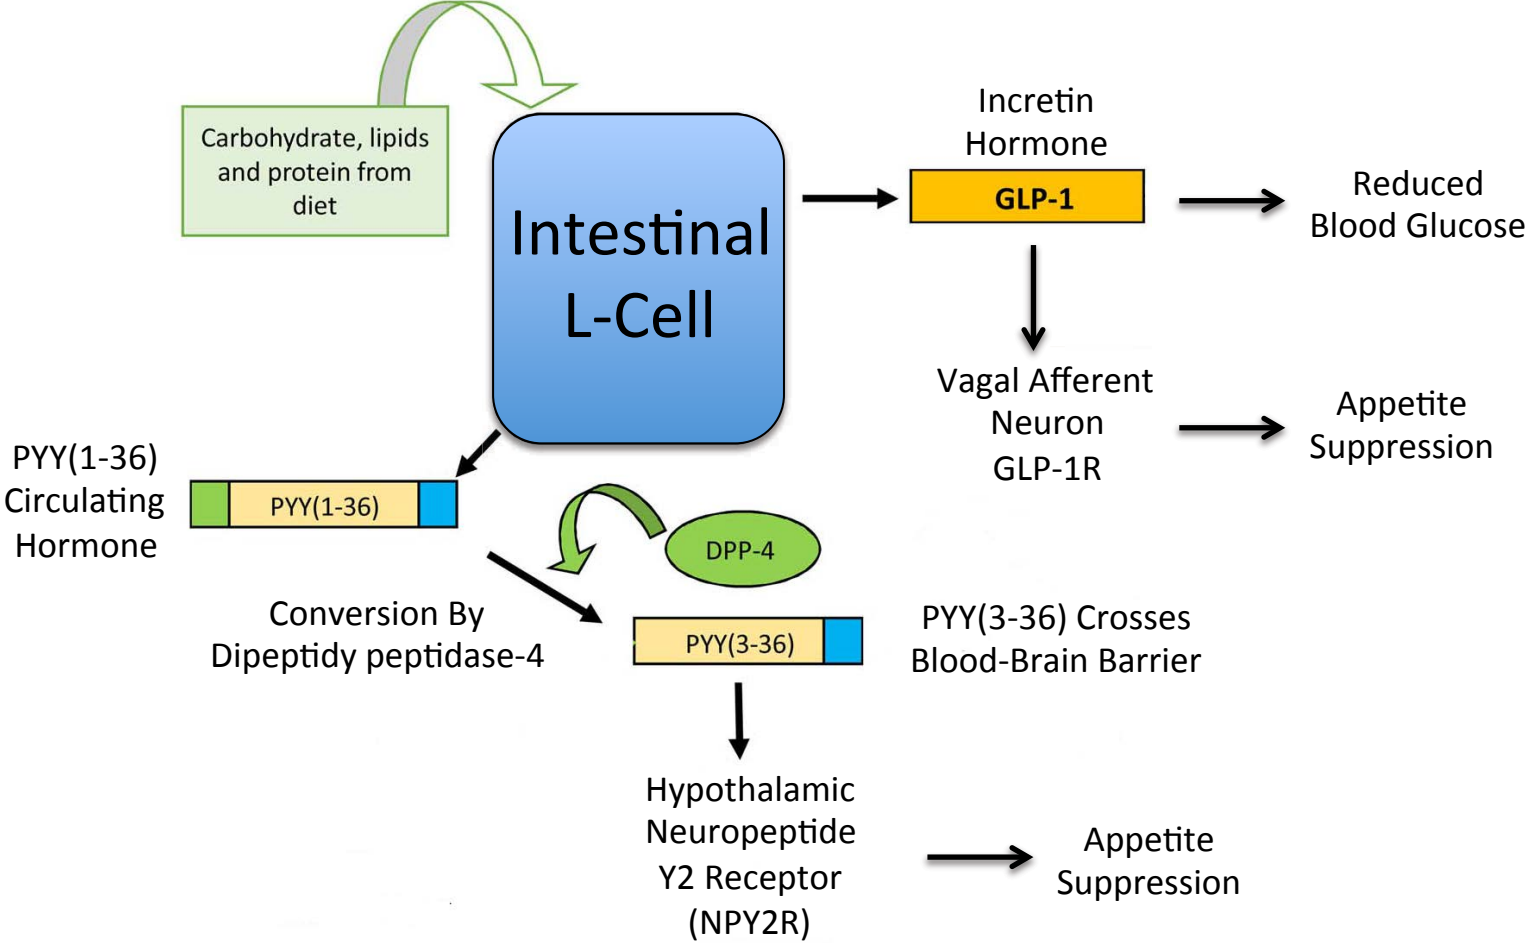 Carbohydrate, lipids
and protein from
diet
Intestinal
L-Cell
Incretin
Hormone
GLP-1
Reduced
Blood Glucose
Vagal Afferent
Neuron
GLP-1R
Appetite
Suppression
PYY(1-36)
Circulating
Hormone
PYY(1-36)
DPP-4
Conversion By
Dipeptidy peptidase-4
PYY(3-36)
PYY(3-36) Crosses
Blood-Brain Barrier
Hypothalamic
Neuropeptide
Y2 Receptor
(NPY2R)
Appetite
Suppression